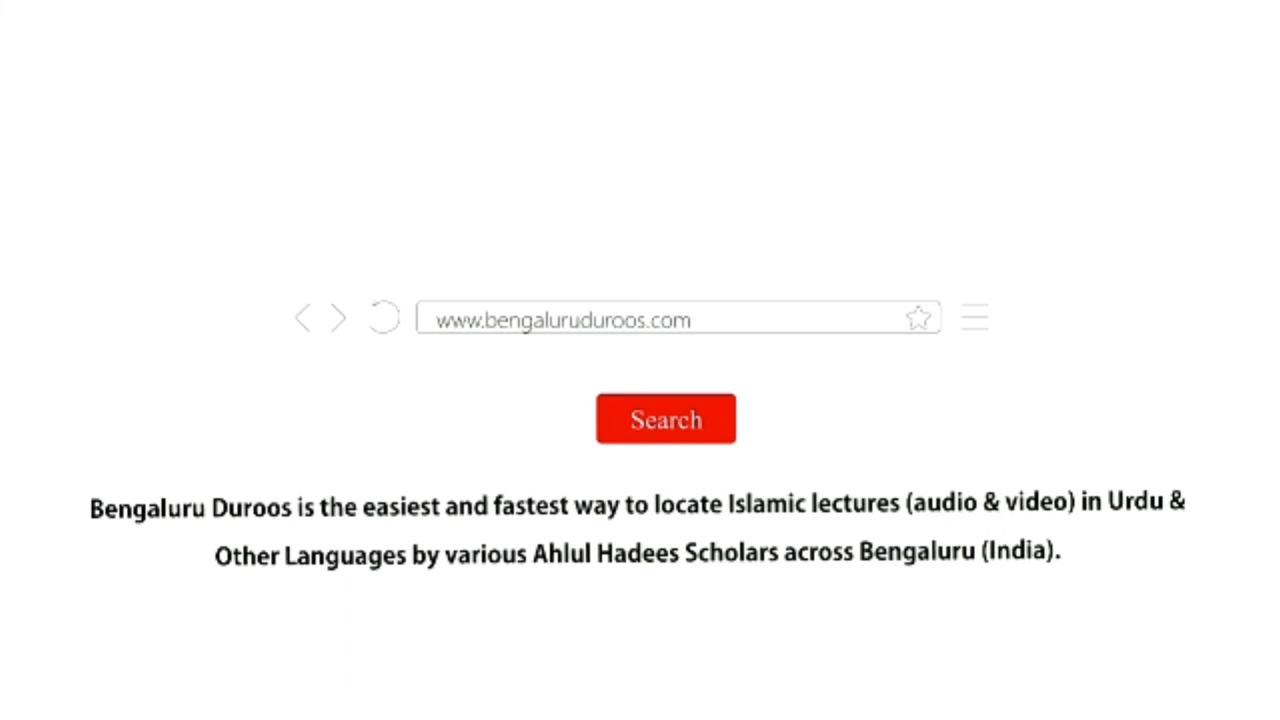 www.bengaluruduroos.com
Search
Bengaluru Duroos is the easiest and fastest way to locate Islamic lectures (audio & video) in Urdu &
Other Languages by various Ahlul Hadees Scholars across Bengaluru (India).